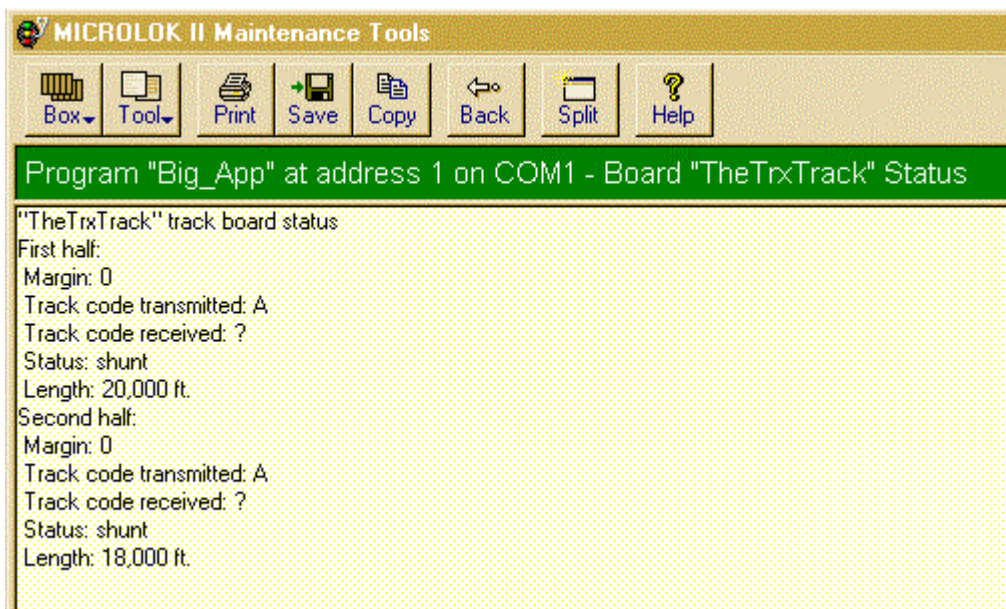 MICROLOK II Maintenance Tools
Box Tool Print Save Copy Back Split Help
Program "Big_App" at address 1 on COM1 - Board "TheTrxTrack" Status
"TheTrxTrack" track board status
First half:
Margin: 0
Track code transmitted: A
Track code received: ?
Status: shunt
Length: 20,000 ft.
Second half:
Margin: 0
Track code transmitted: A
Track code received: ?
Status: shunt
Length: 18,000 ft.